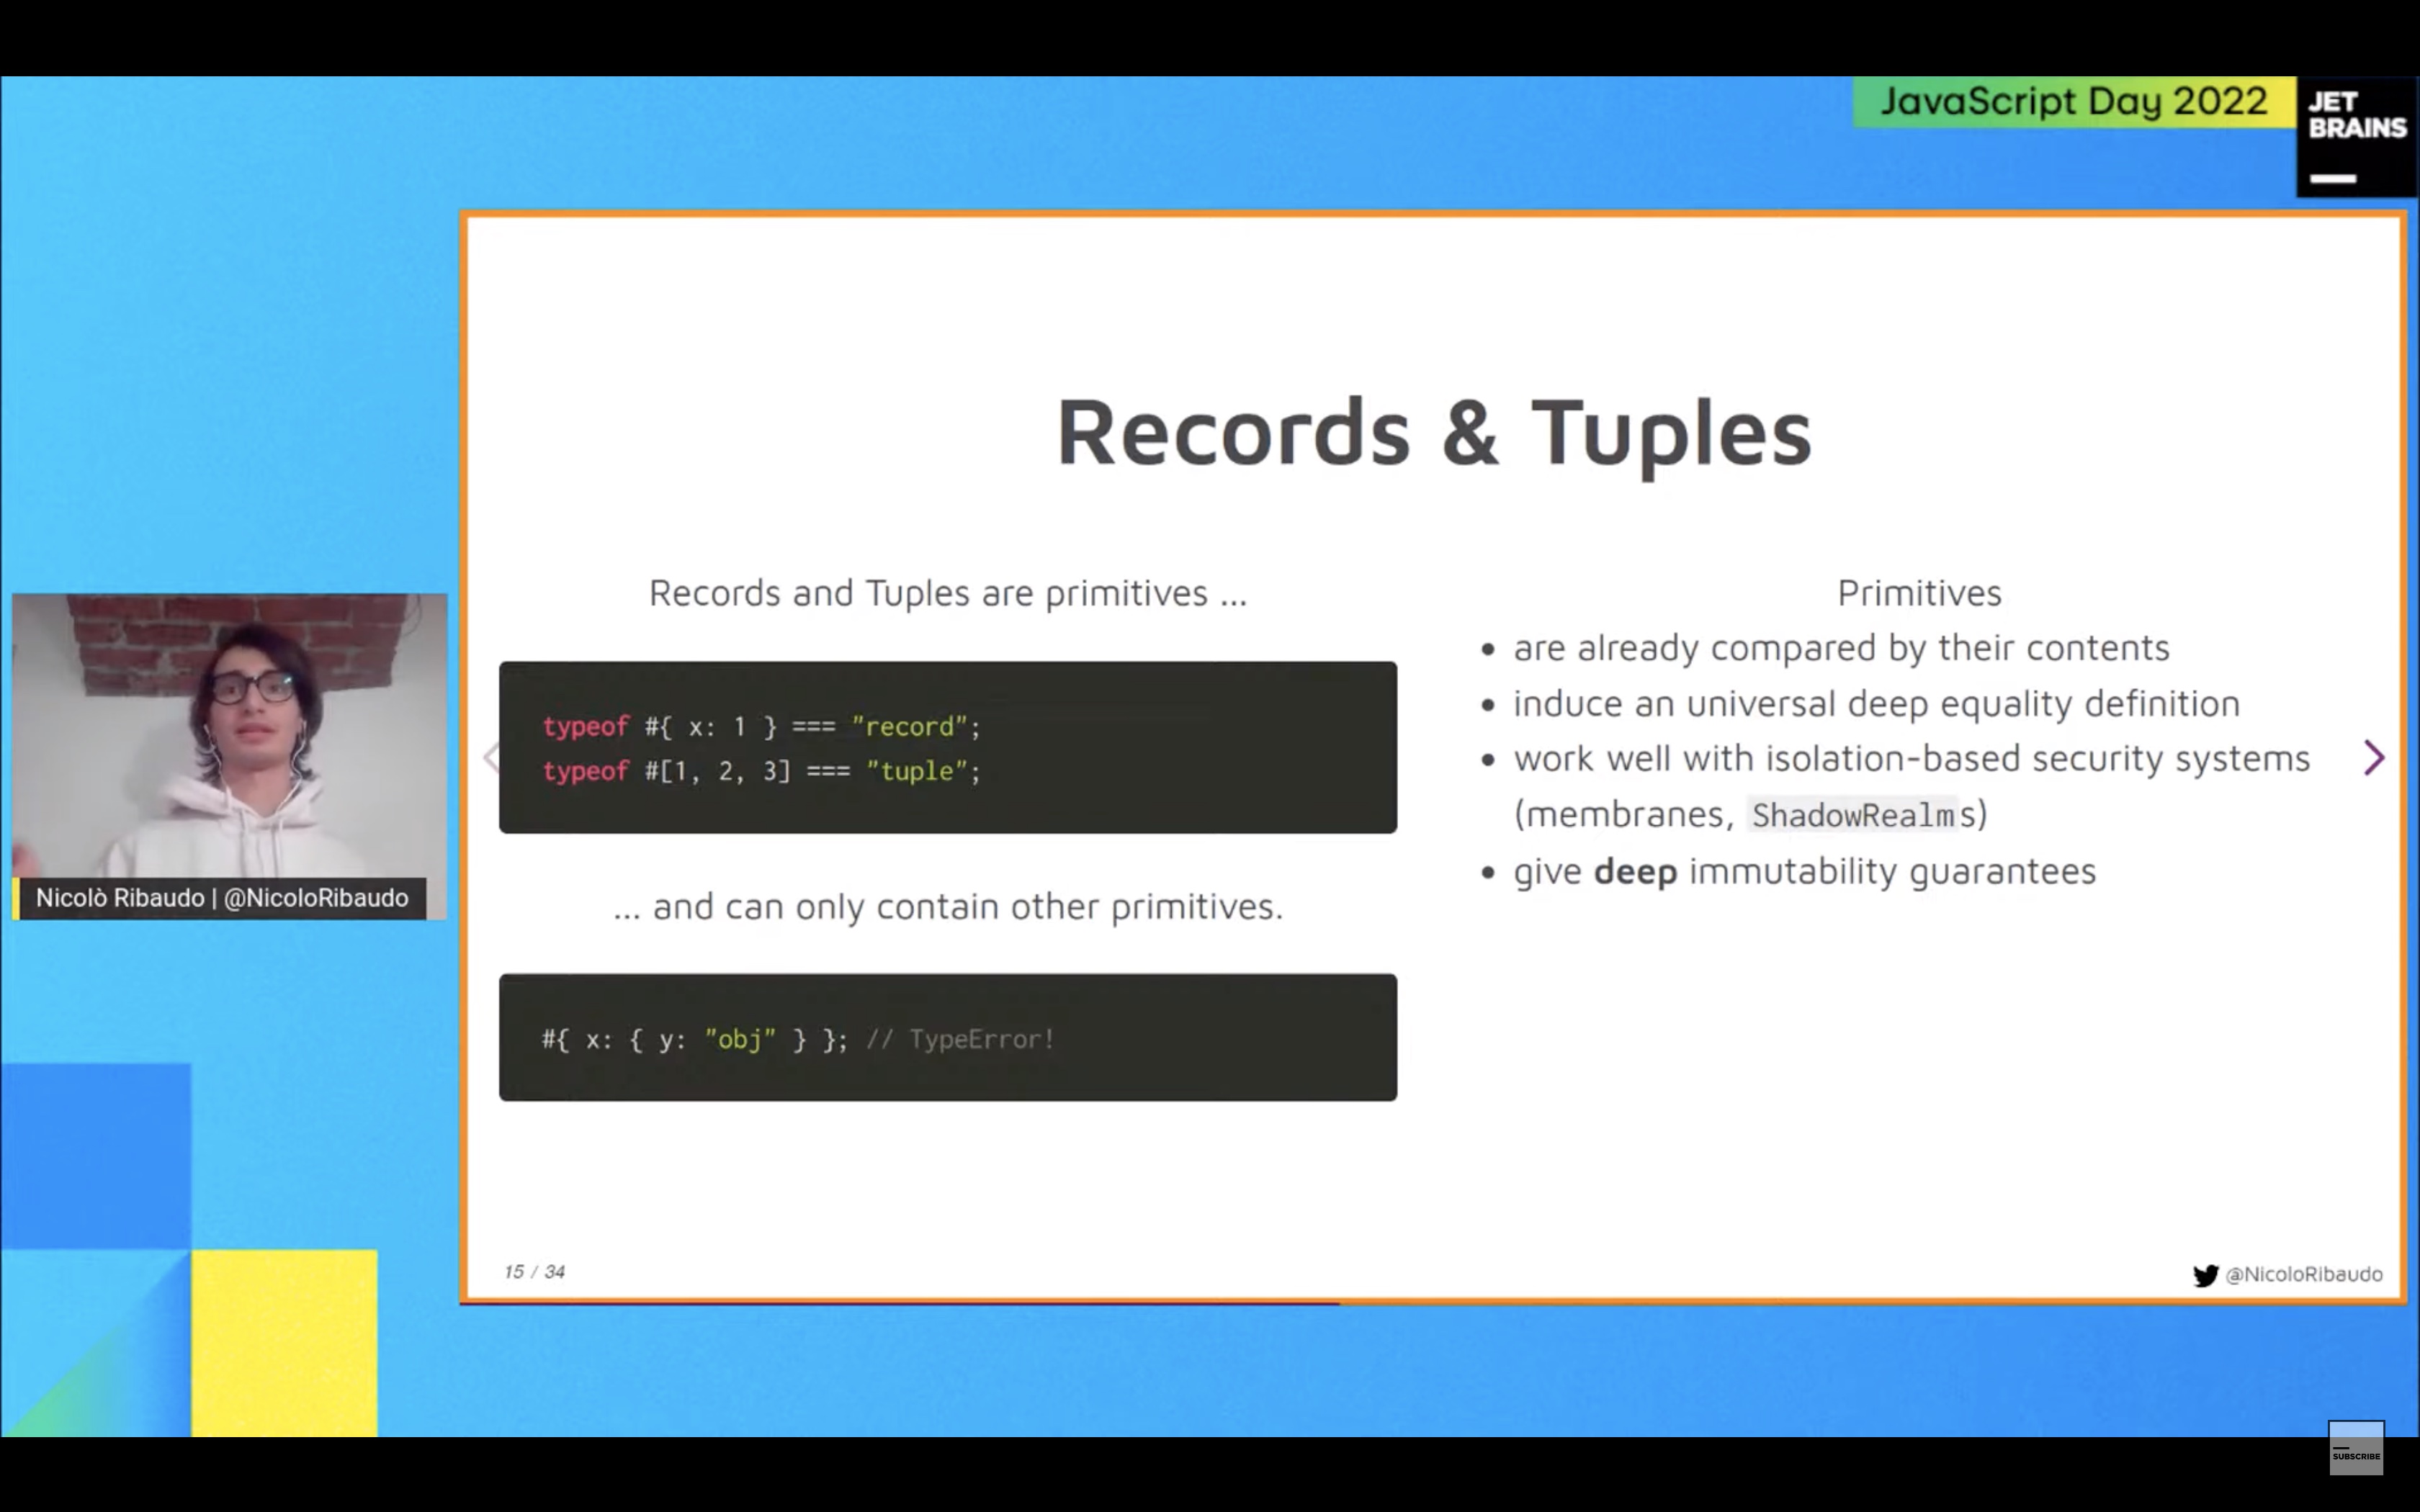 JavaScript Day 2022
JET
BRAINS
Records & Tuples
Records and Tuples are primitives ...
typeof #{ x: 1 } === "record";
typeof #[1, 2, 3] === "tuple";
... and can only contain other primitives.
#{ x: { y: "obj" } }; // TypeError!
Primitives
• are already compared by their contents
• induce an universal deep equality definition
• work well with isolation-based security systems
(membranes, ShadowRealms)
• give deep immutability guarantees
Nicolò Ribaudo | @NicoloRibaudo
15 / 34
@NicoloRibaudo
SUBSCRIBE